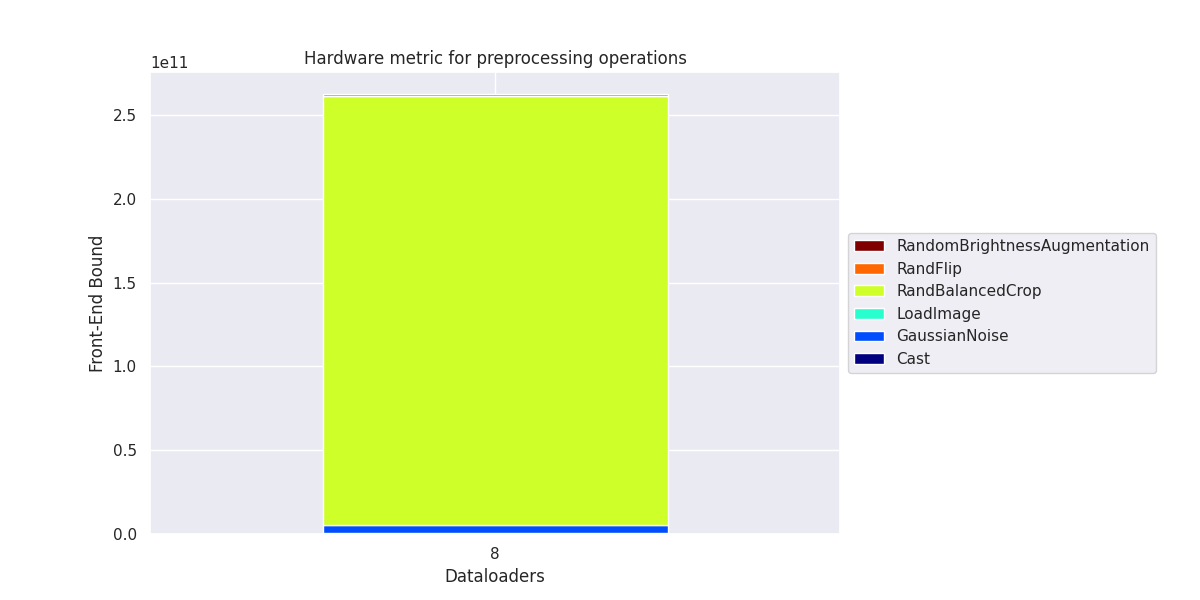 Hardware metric for preprocessing operations
1e11
2.5
2.0
1.5
1.0
0.5
0.0
Front-End Bound
8
Dataloaders
RandomBrightnessAugmentation
RandFlip
RandBalancedCrop
LoadImage
GaussianNoise
Cast